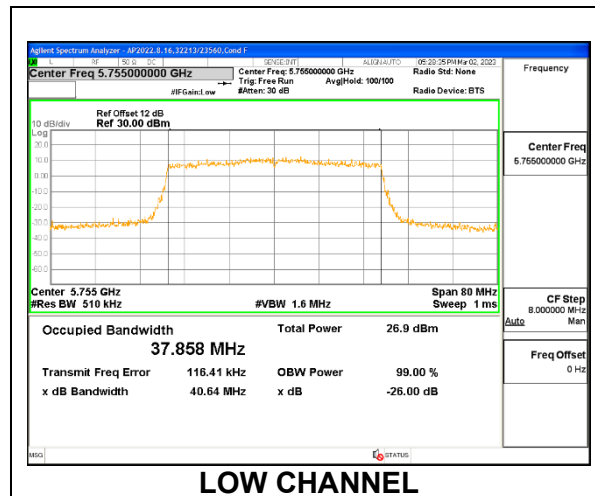 Agilent Spectrum Analyzer - AP2022.8.16,32213/23560,Cond F
L RF 50 Ω DC SENSE:INT ALIGN AUTO 05:28:35 PM Mar 02, 2023
Center Freq 5.755000000 GHz Center Freq: 5.755000000 GHz Radio Std: None Frequency
Trig: Free Run Avg|Hold: 100/100
#IFGain:Low #Atten: 30 dB Radio Device: BTS
Ref Offset 12 dB
10 dB/div Ref 30.00 dBm
Log
20.0
10.0
0.00
-10.0
-20.0
-30.0
-40.0
-50.0
-60.0
Center Freq
5.755000000 GHz
Center 5.755 GHz Span 80 MHz
#Res BW 510 kHz #VBW 1.6 MHz Sweep 1 ms
CF Step
8.000000 MHz
Auto Man
Occupied Bandwidth Total Power 26.9 dBm
37.858 MHz
Freq Offset
0 Hz
Transmit Freq Error 116.41 kHz OBW Power 99.00 %
x dB Bandwidth 40.64 MHz x dB -26.00 dB
MSG STATUS
LOW CHANNEL